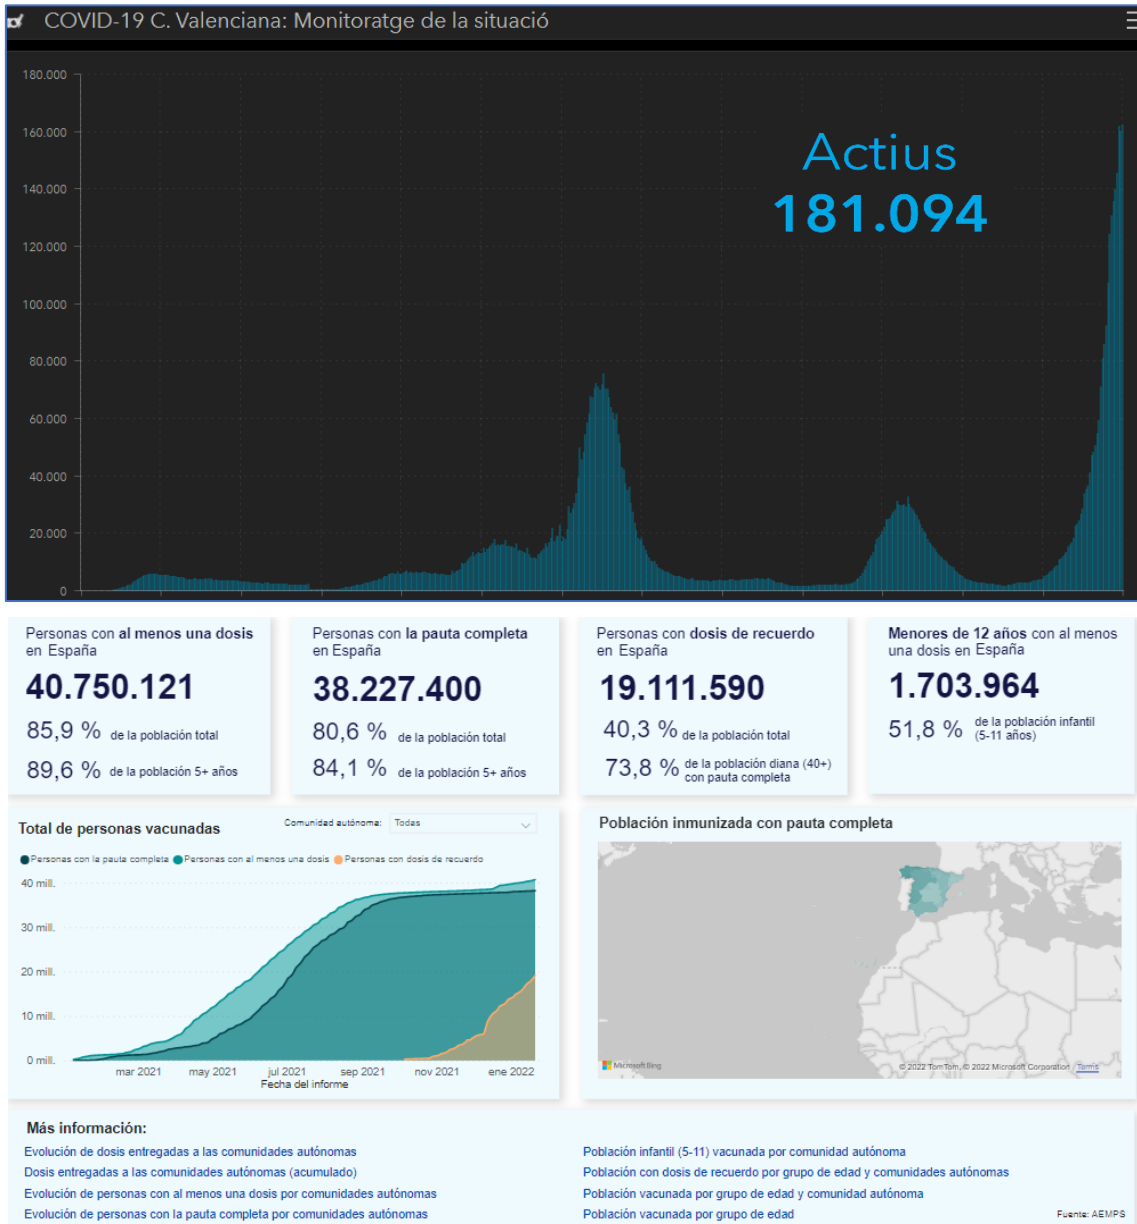 COVID-19 C. Valenciana: Monitoratge de la situació
180.000
160.000
140.000
120.000
100.000
80.000
60.000
40.000
20.000
0
Actius
181.094
Personas con al menos una dosis
en España
40.750.121
85,9 % de la población total
89,6 % de la población 5+ años
Personas con la pauta completa
en España
38.227.400
80,6 % de la población total
84,1 % de la población 5+ años
Personas con dosis de recuerdo
en España
19.111.590
40,3 % de la población total
73,8 % de la población diana (40+)
con pauta completa
Menores de 12 años con al menos
una dosis en España
1.703.964
51,8 % de la población infantil
(5-11 años)
Total de personas vacunadas
Comunidad autónoma: Todas
Personas con la pauta completa Personas con al menos una dosis Personas con dosis de recuerdo
40 mill.
30 mill.
20 mill.
10 mill.
0 mill.
mar 2021 may 2021 jul 2021 sep 2021 nov 2021 ene 2022
Fecha del informe
Población inmunizada con pauta completa
Microsoft Bing
© 2022 TomTom, © 2022 Microsoft Corporation Terms
Más información:
Evolución de dosis entregadas a las comunidades autónomas
Dosis entregadas a las comunidades autónomas (acumulado)
Evolución de personas con al menos una dosis por comunidades autónomas
Evolución de personas con la pauta completa por comunidades autónomas
Población infantil (5-11) vacunada por comunidad autónoma
Población con dosis de recuerdo por grupo de edad y comunidades autónomas
Población vacunada por grupo de edad y comunidad autónoma
Población vacunada por grupo de edad
Fuente: AEMPS